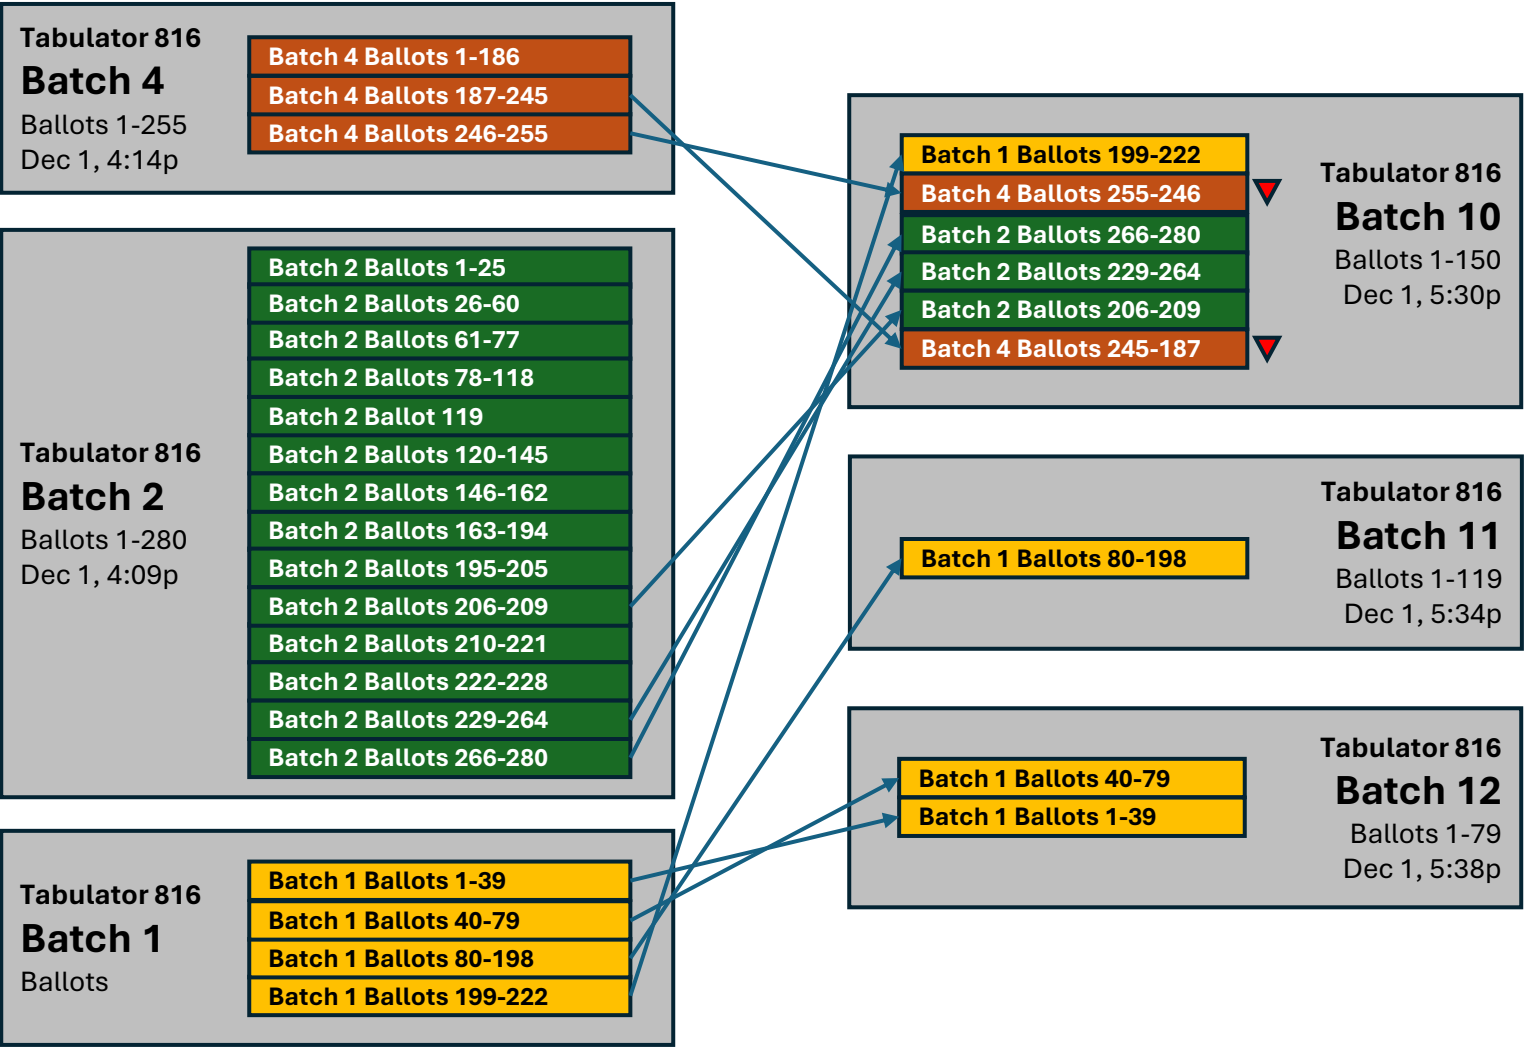 Tabulator 816
Batch 4
Ballots 1-255
Dec 1, 4:14p
Batch 4 Ballots 1-186
Batch 4 Ballots 187-245
Batch 4 Ballots 246-255
Tabulator 816
Batch 2
Ballots 1-280
Dec 1, 4:09p
Batch 2 Ballots 1-25
Batch 2 Ballots 26-60
Batch 2 Ballots 61-77
Batch 2 Ballots 78-118
Batch 2 Ballot 119
Batch 2 Ballots 120-145
Batch 2 Ballots 146-162
Batch 2 Ballots 163-194
Batch 2 Ballots 195-205
Batch 2 Ballots 206-209
Batch 2 Ballots 210-221
Batch 2 Ballots 222-228
Batch 2 Ballots 229-264
Batch 2 Ballots 266-280
Tabulator 816
Batch 1
Ballots
Batch 1 Ballots 1-39
Batch 1 Ballots 40-79
Batch 1 Ballots 80-198
Batch 1 Ballots 199-222
Batch 1 Ballots 199-222
Batch 4 Ballots 255-246
Batch 2 Ballots 266-280
Batch 2 Ballots 229-264
Batch 2 Ballots 206-209
Batch 4 Ballots 245-187
Tabulator 816
Batch 10
Ballots 1-150
Dec 1, 5:30p
Batch 1 Ballots 80-198
Tabulator 816
Batch 11
Ballots 1-119
Dec 1, 5:34p
Batch 1 Ballots 40-79
Batch 1 Ballots 1-39
Tabulator 816
Batch 12
Ballots 1-79
Dec 1, 5:38p